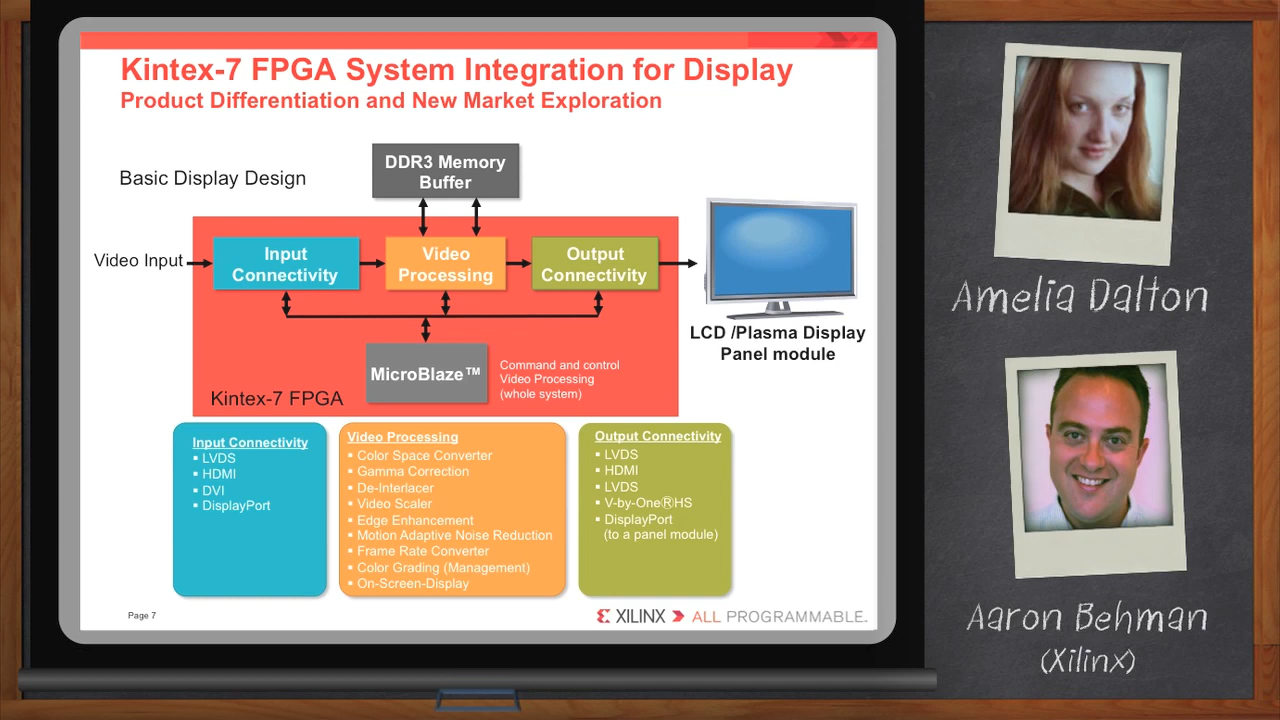 Kintex-7 FPGA System Integration for Display
Product Differentiation and New Market Exploration
Basic Display Design
DDR3 Memory
Buffer
Video Input
Input
Connectivity
Video
Processing
Output
Connectivity
LCD /Plasma Display
Panel module
MicroBlaze™
Command and control
Video Processing
(whole system)
Kintex-7 FPGA
Input Connectivity
▪ LVDS
▪ HDMI
▪ DVI
▪ DisplayPort
Video Processing
▪ Color Space Converter
▪ Gamma Correction
▪ De-Interlacer
▪ Video Scaler
▪ Edge Enhancement
▪ Motion Adaptive Noise Reduction
▪ Frame Rate Converter
▪ Color Grading (Management)
▪ On-Screen-Display
Output Connectivity
▪ LVDS
▪ HDMI
▪ LVDS
▪ V-by-OneⓇHS
▪ DisplayPort
(to a panel module)
Page 7
XILINX ALL PROGRAMMABLE.
Amelia Dalton
Aaron Behman
(Xilinx)